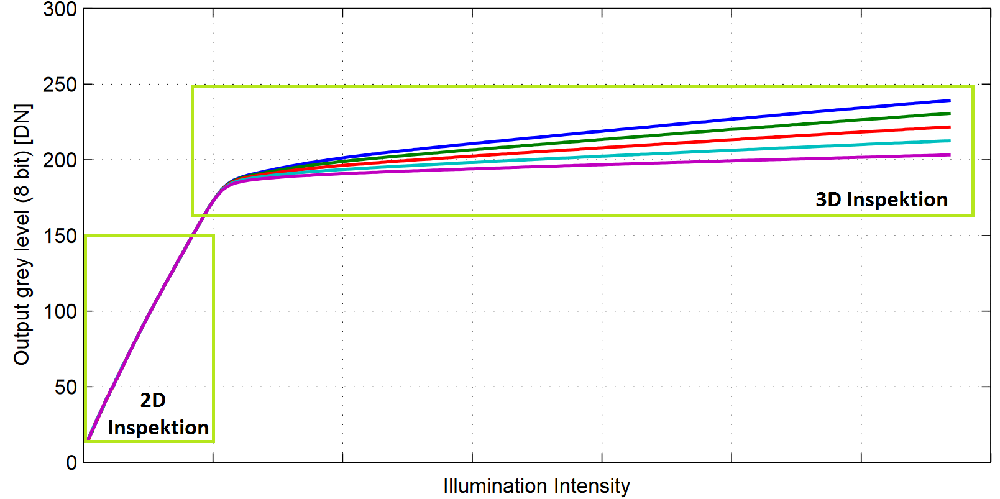 300
250
200
150
100
50
0
Output grey level (8 bit) [DN]
3D Inspektion
2D
Inspektion
Illumination Intensity